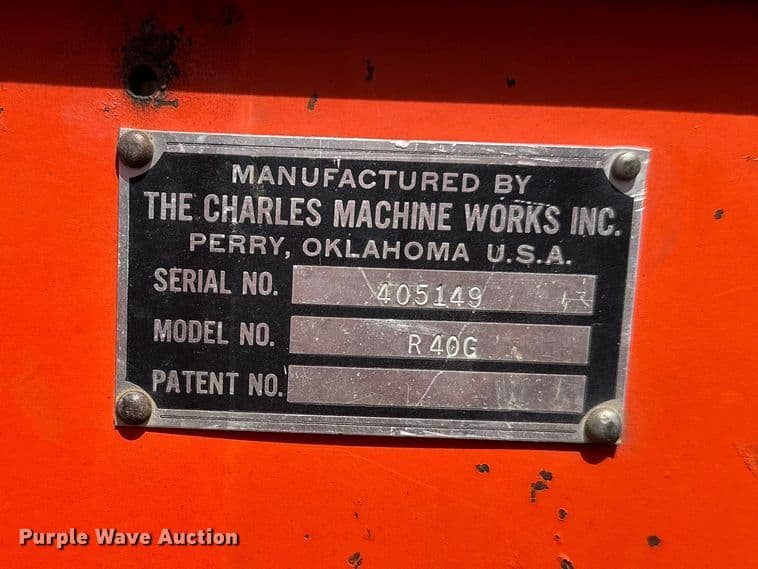 MANUFACTURED BY
THE CHARLES MACHINE WORKS INC.
PERRY, OKLAHOMA U.S.A.
SERIAL NO. 405149
MODEL NO. R40G
PATENT NO.
Purple Wave Auction